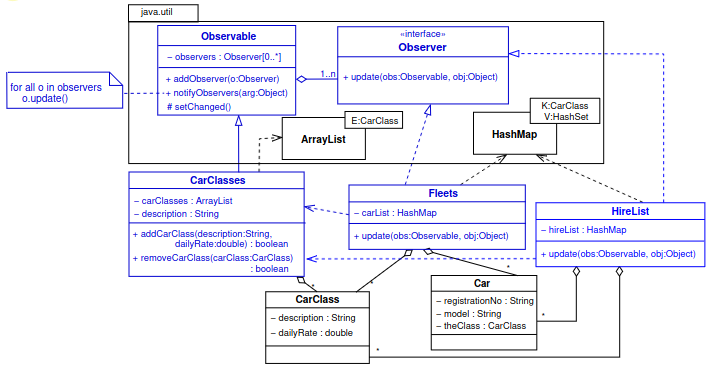 java.util
Observable
– observers : Observer[0..*]
+ addObserver(o:Observer)
+ notifyObservers(arg:Object)
# setChanged()
1..n
«interface»
Observer
+ update(obs:Observable, obj:Object)
for all o in observers
o.update()
E:CarClass
ArrayList
K:CarClass
V:HashSet
HashMap
CarClasses
– carClasses : ArrayList
– description : String
+ addCarClass(description:String,
dailyRate:double) : boolean
+ removeCarClass(carClass:CarClass)
: boolean
Fleets
– carList : HashMap
+ update(obs:Observable, obj:Object)
HireList
– hireList : HashMap
+ update(obs:Observable, obj:Object)
*
*
*
CarClass
– description : String
– dailyRate : double
Car
– registrationNo : String
– model : String
– theClass : CarClass
*
*